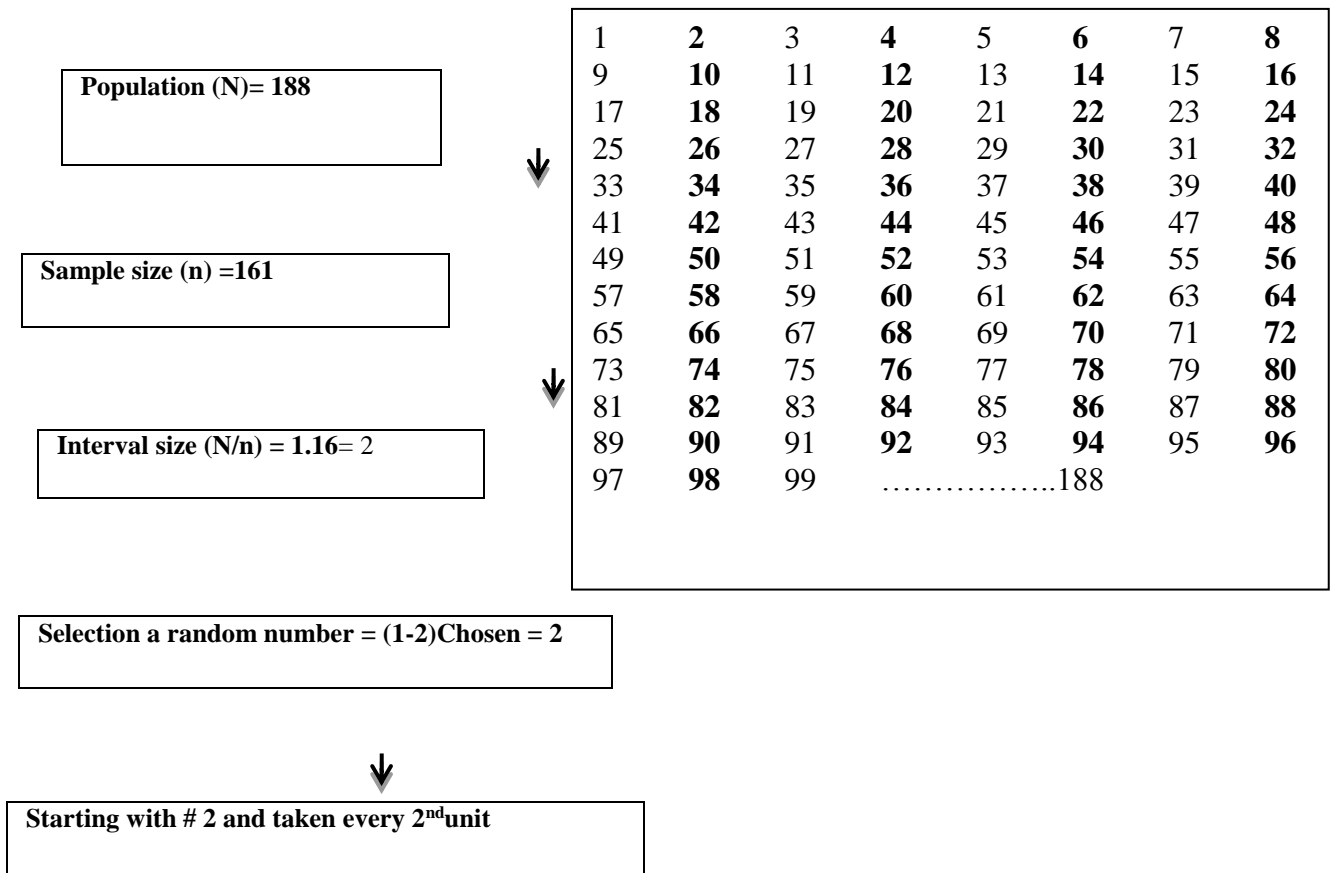 Population (N)= 188
Sample size (n) =161
Interval size (N/n) = 1.16= 2
Selection a random number = (1-2)Chosen = 2
Starting with # 2 and taken every 2nd unit
1 2 3 4 5 6 7 8
9 10 11 12 13 14 15 16
17 18 19 20 21 22 23 24
25 26 27 28 29 30 31 32
33 34 35 36 37 38 39 40
41 42 43 44 45 46 47 48
49 50 51 52 53 54 55 56
57 58 59 60 61 62 63 64
65 66 67 68 69 70 71 72
73 74 75 76 77 78 79 80
81 82 83 84 85 86 87 88
89 90 91 92 93 94 95 96
97 98 99 ……………..188